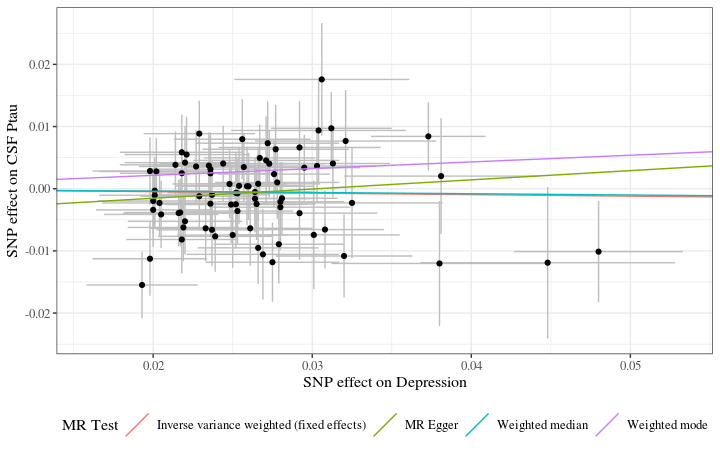 SNP effect on CSF Ptau
0.02
0.01
0.00
-0.01
-0.02
0.02 0.03 0.04 0.05
SNP effect on Depression
MR Test Inverse variance weighted (fixed effects) MR Egger Weighted median Weighted mode